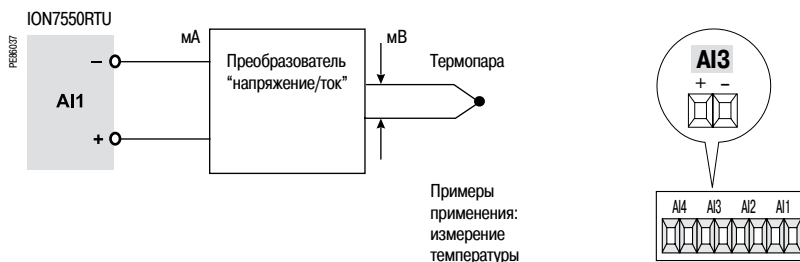 ION7550RTU
PE86037
мА
мВ
Преобразователь
“напряжение/ток”
Термопара
–
AI1
+
Примеры
применения:
измерение
температуры
AI3
+ –
AI4 AI3 AI2 AI1